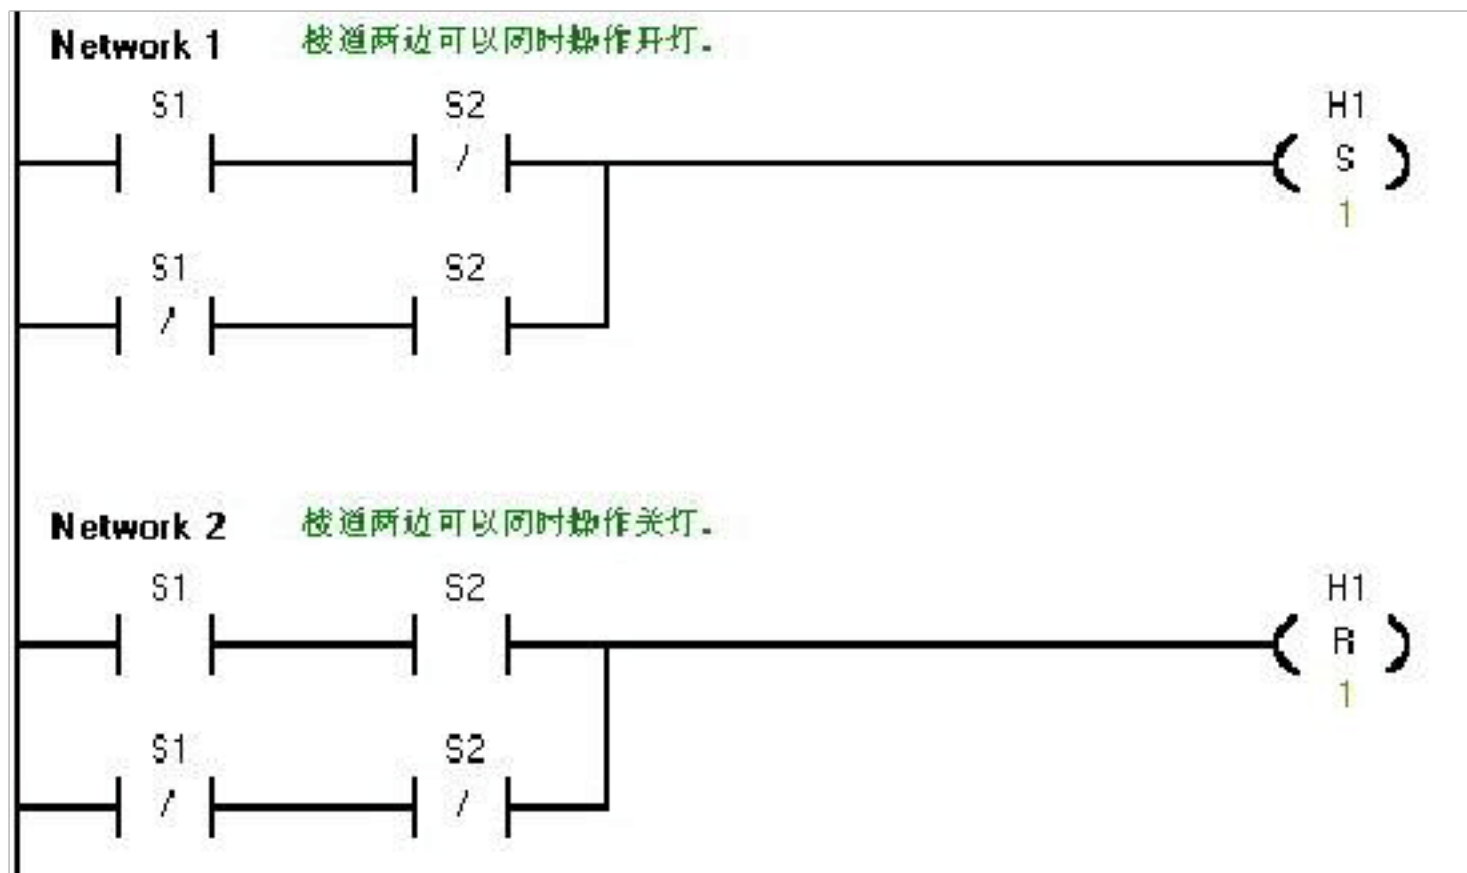 Network 1 楼道两边可以同时操作开灯。
S1 S2 H1
/ S
1
S1 S2
/
Network 2 楼道两边可以同时操作关灯。
S1 S2 H1
R
1
S1 S2
/ /